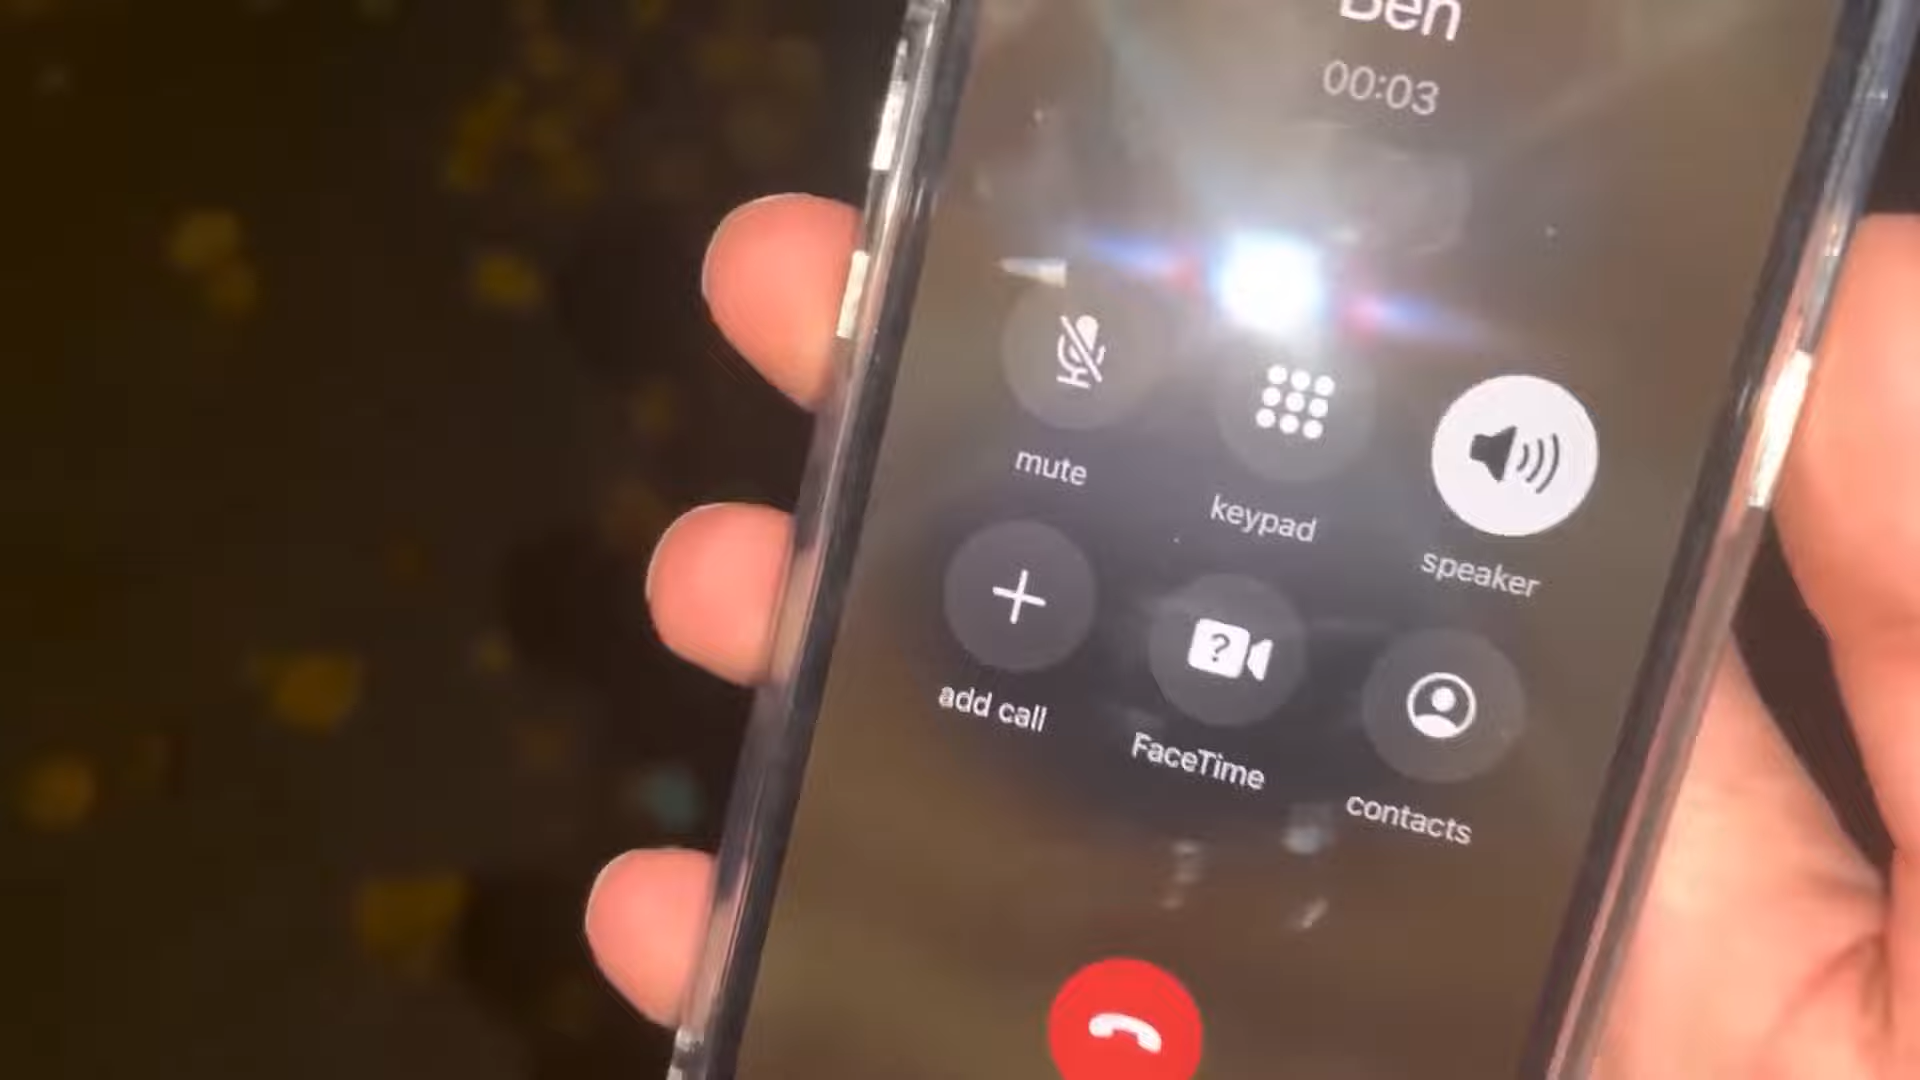 Ben
00:03
mute
keypad
speaker
add call
?
FaceTime
contacts